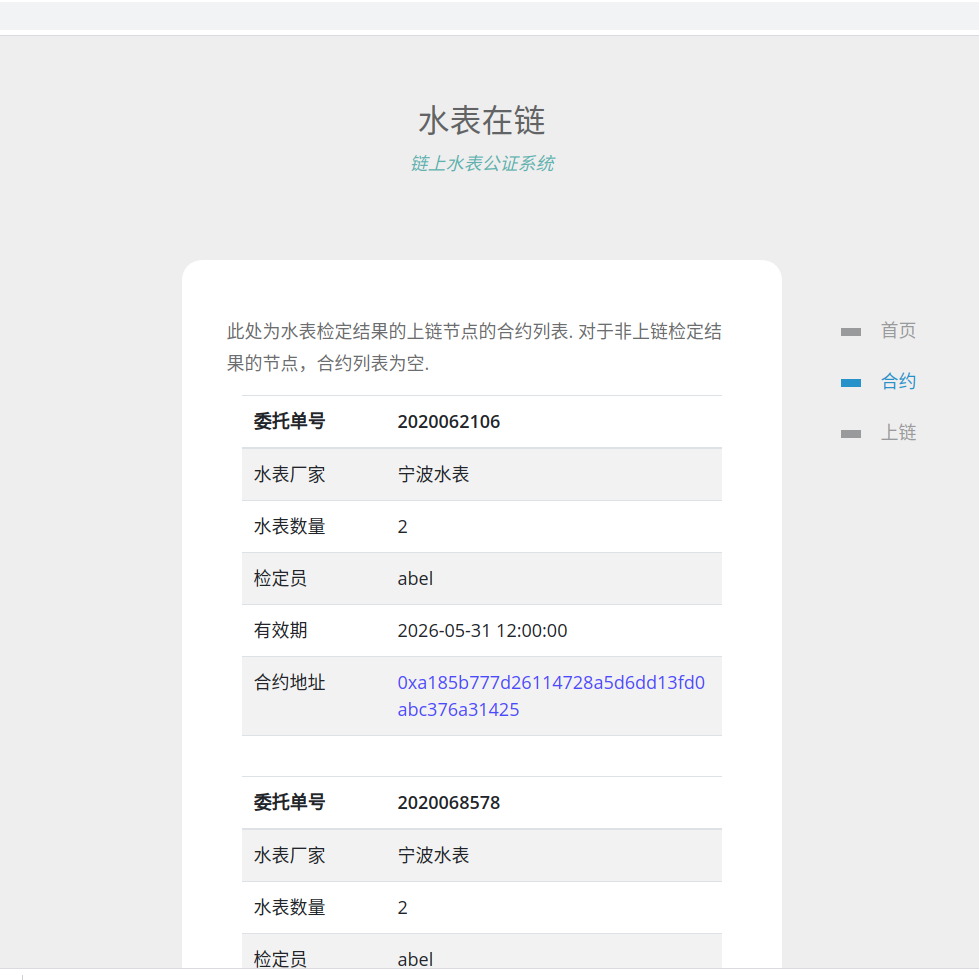 水表在链
链上水表公证系统
此处为水表检定结果的上链节点的合约列表. 对于非上链检定结
果的节点，合约列表为空.
首页
合约
上链
委托单号 2020062106
水表厂家 宁波水表
水表数量 2
检定员 abel
有效期 2026-05-31 12:00:00
合约地址 0xa185b777d26114728a5d6dd13fd0
abc376a31425
委托单号 2020068578
水表厂家 宁波水表
水表数量 2
检定员 abel